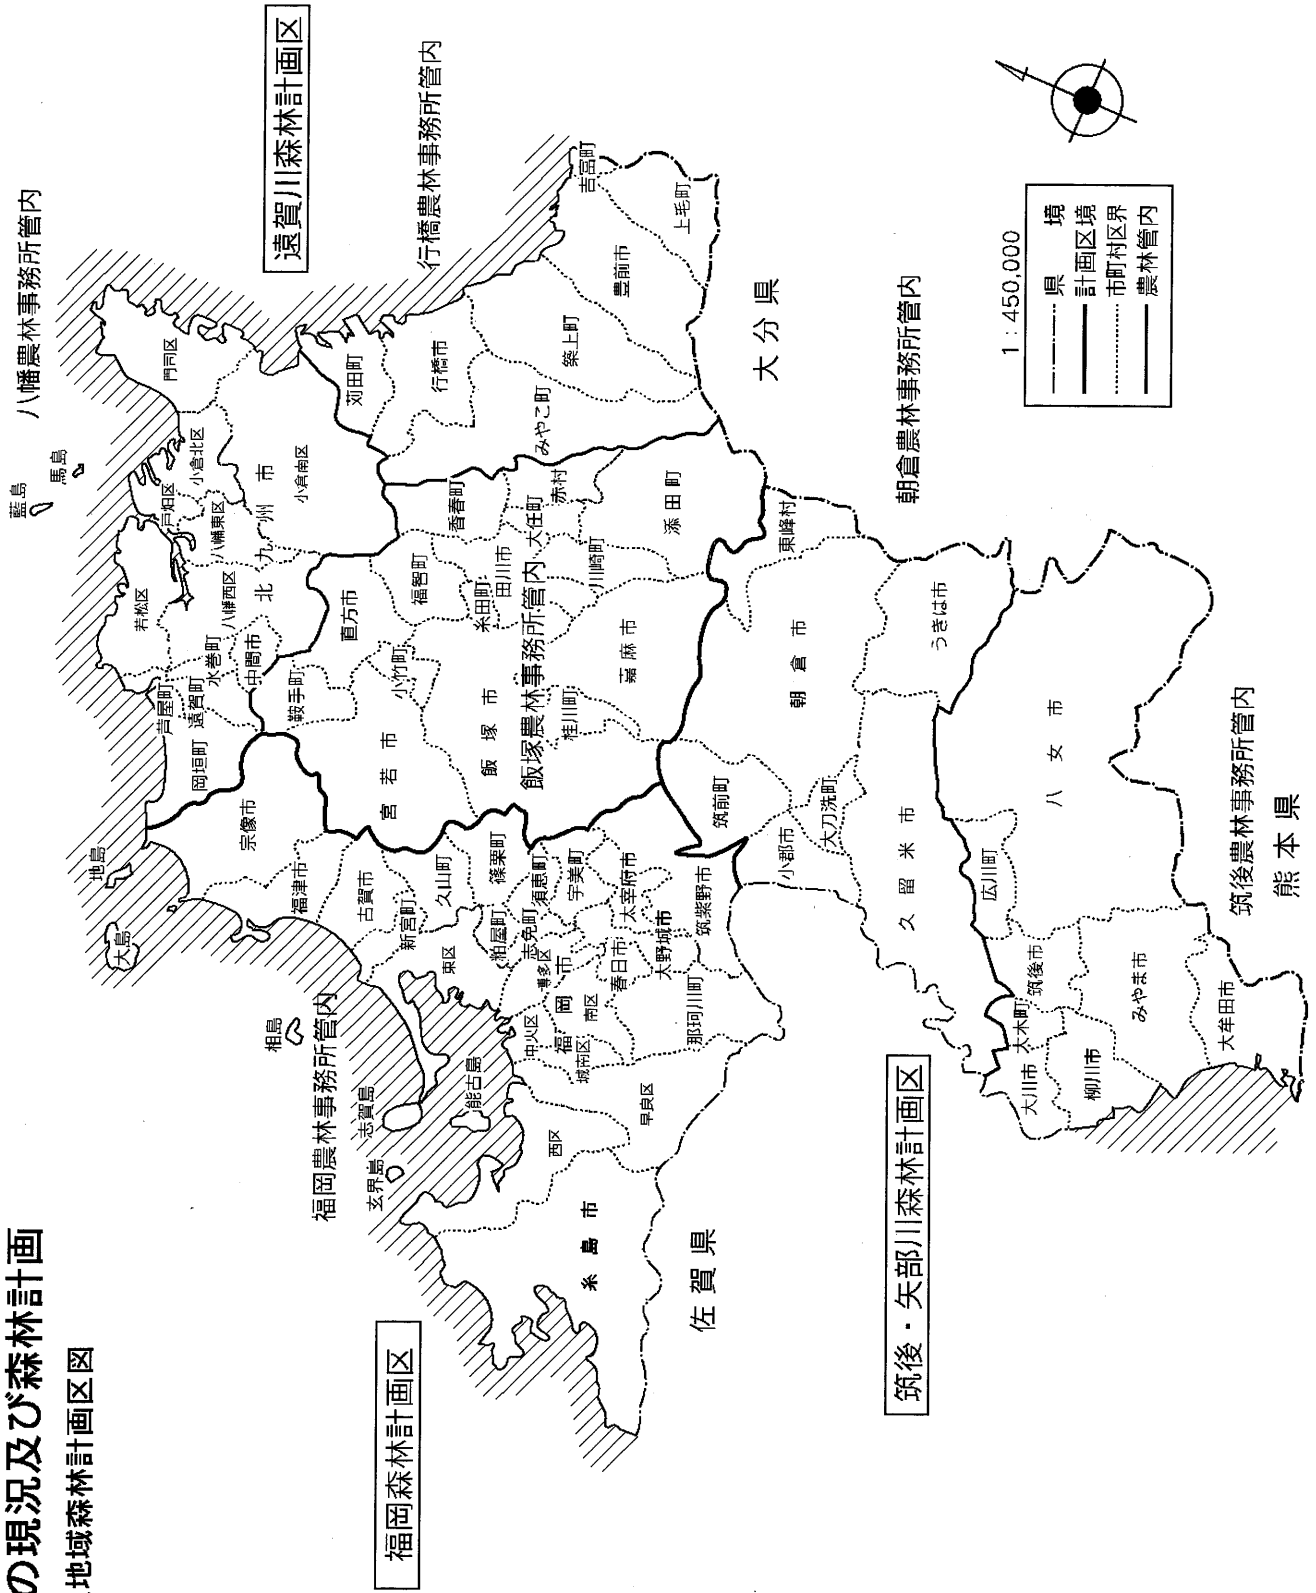 の現況及び森林計画
地域森林計画区図
八幡農林事務所管内
遠賀川森林計画区
行橋農林事務所管内
福岡農林事務所管内
飯塚農林事務所管内
福岡森林計画区
朝倉農林事務所管内
筑後・矢部川森林計画区
筑後農林事務所管内
大分県
佐賀県
熊本県
藍島
馬島
地島
大島
相島
志賀島
玄界島
能古島
門司区
小倉北区
戸畑区
若松区
八幡東区
八幡西区
小倉南区
北九州市
芦屋町
水巻町
遠賀町
中間市
岡垣町
宗像市
福津市
古賀市
新宮町
久山町
篠栗町
粕屋町
須恵町
志免町
宇美町
太宰府市
筑紫野市
大野城市
春日市
那珂川町
福岡市
東区
博多区
中央区
南区
城南区
早良区
西区
糸島市
苅田町
行橋市
みやこ町
築上町
豊前市
吉富町
上毛町
直方市
鞍手町
小竹町
宮若市
飯塚市
桂川町
嘉麻市
福智町
香春町
糸田町
田川市
大任町
赤村
川崎町
添田町
東峰村
朝倉市
筑前町
小郡市
大刀洗町
久留米市
うきは市
広川町
八女市
筑後市
大木町
大川市
柳川市
みやま市
大牟田市
1：450,000
県境
計画区境
市町村区界
農林管内